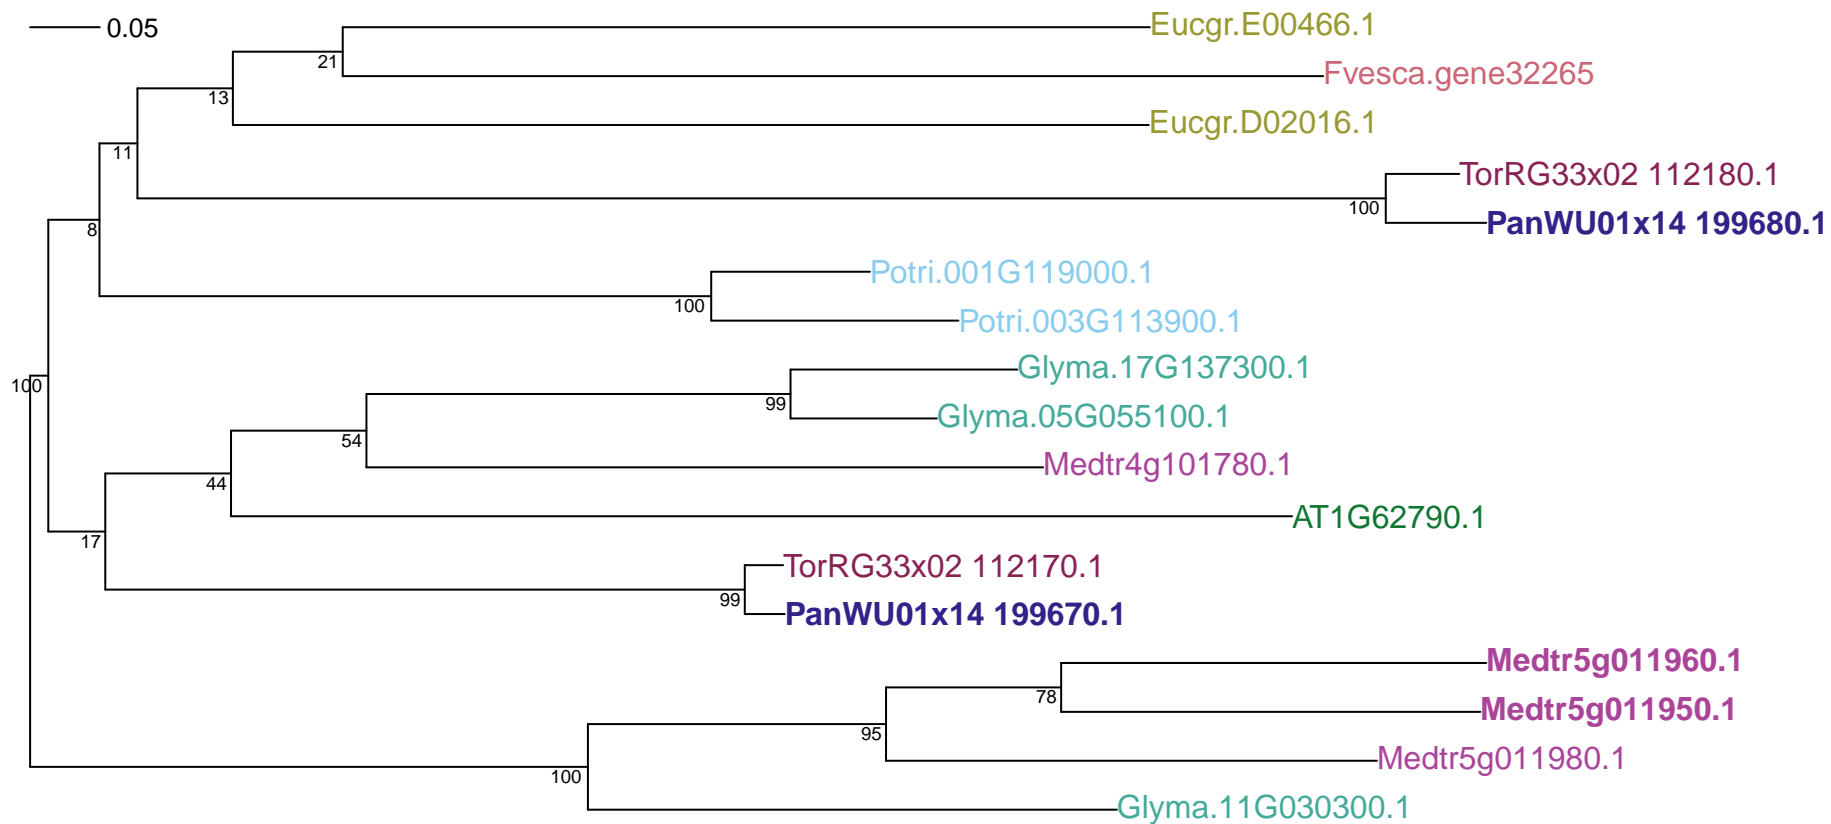 0.05
Eucgr.E00466.1
21
Fvesca.gene32265
13
Eucgr.D02016.1
11
TorRG33x02 112180.1
100
PanWU01x14 199680.1
8
Potri.001G119000.1
100
Potri.003G113900.1
Glyma.17G137300.1
100
99
Glyma.05G055100.1
54
Medtr4g101780.1
44
AT1G62790.1
17
TorRG33x02 112170.1
99
PanWU01x14 199670.1
Medtr5g011960.1
78
Medtr5g011950.1
95
Medtr5g011980.1
100
Glyma.11G030300.1